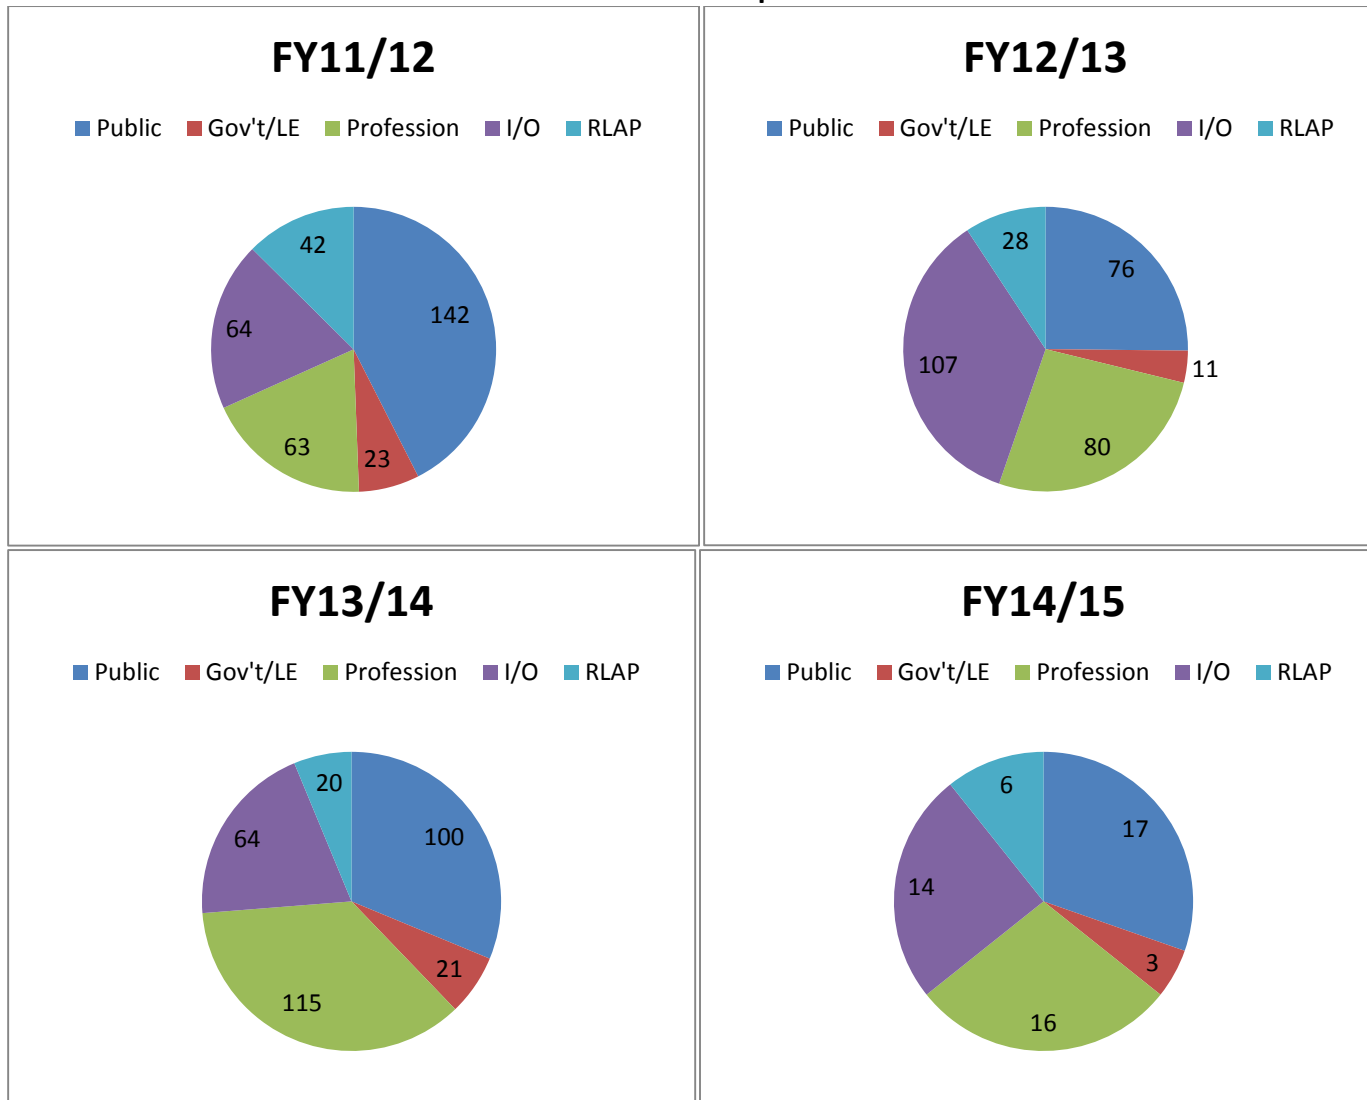 FY11/12
Public Gov't/LE Profession I/O RLAP
42
142
64
63
23
FY12/13
Public Gov't/LE Profession I/O RLAP
28
76
107
11
80
FY13/14
Public Gov't/LE Profession I/O RLAP
20
100
64
21
115
FY14/15
Public Gov't/LE Profession I/O RLAP
6
17
14
3
16